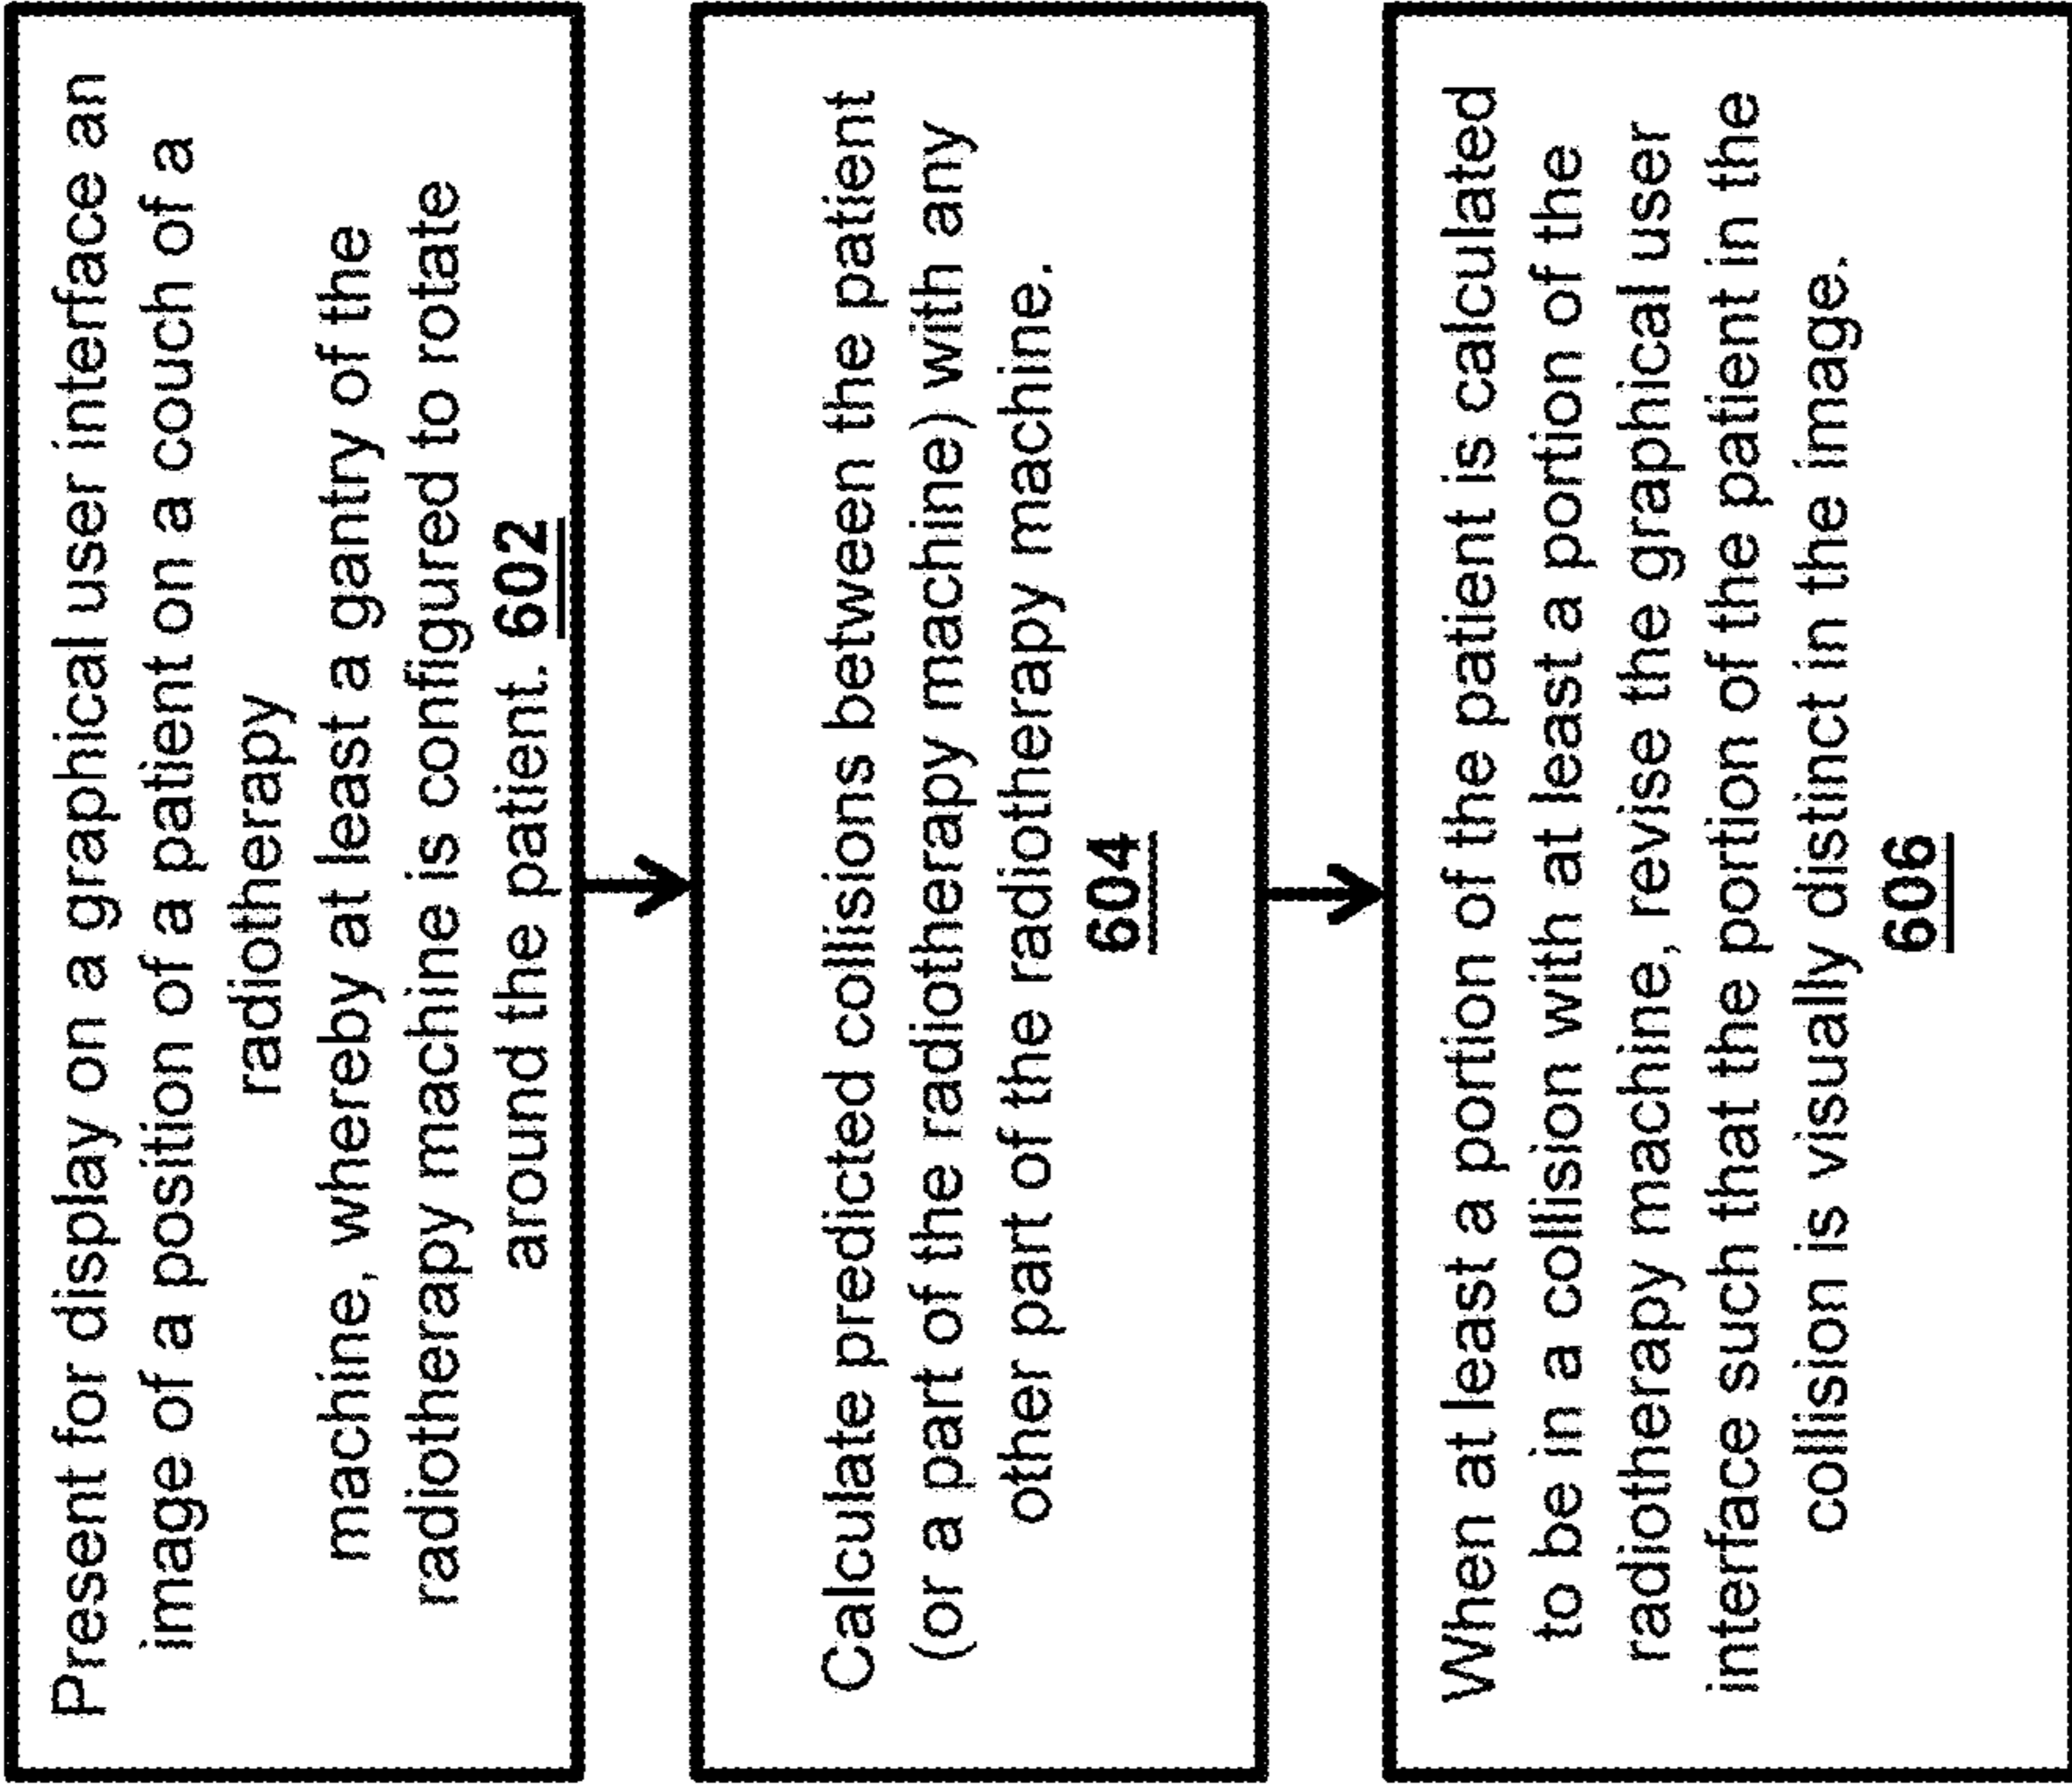 Present for display on a graphical user interface an
image of a position of a patient on a couch of a
radiotherapy
machine, whereby at least a gantry of the
radiotherapy machine is configured to rotate
around the patient. 602
Calculate predicted collisions between the patient
(or a part of the radiotherapy machine) with any
other part of the radiotherapy machine.
604
When at least a portion of the patient is calculated
to be in a collision with at least a portion of the
radiotherapy machine, revise the graphical user
interface such that the portion of the patient in the
collision is visually distinct in the image.
606